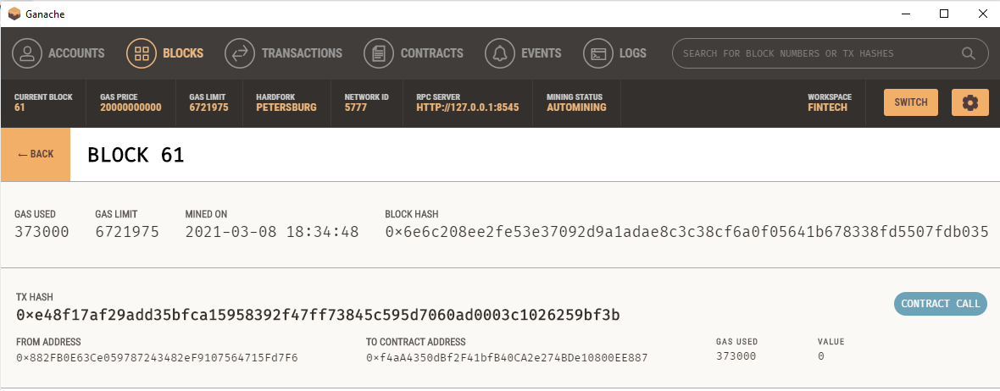 Ganache
ACCOUNTS BLOCKS TRANSACTIONS CONTRACTS EVENTS LOGS SEARCH FOR BLOCK NUMBERS OR TX HASHES
CURRENT BLOCK GAS PRICE GAS LIMIT HARDFORK NETWORK ID RPC SERVER MINING STATUS WORKSPACE
61 20000000000 6721975 PETERSBURG 5777 HTTP://127.0.0.1:8545 AUTOMINING FINTECH SWITCH
← BACK BLOCK 61
GAS USED GAS LIMIT MINED ON BLOCK HASH
373000 6721975 2021-03-08 18:34:48 0×6e6c208ee2fe53e37092d9a1adae8c3c38cf6a0f05641b678338fd5507fdb035
TX HASH
0×e48f17af29add35bfca15958392f47ff73845c595d7060ad0003c1026259bf3b CONTRACT CALL
FROM ADDRESS TO CONTRACT ADDRESS GAS USED VALUE
0×882FB0E63Ce059787243482eF9107564715Fd7F6 0×f4aA4350dBf2F41bfB40CA2e274BDe10800EE887 373000 0